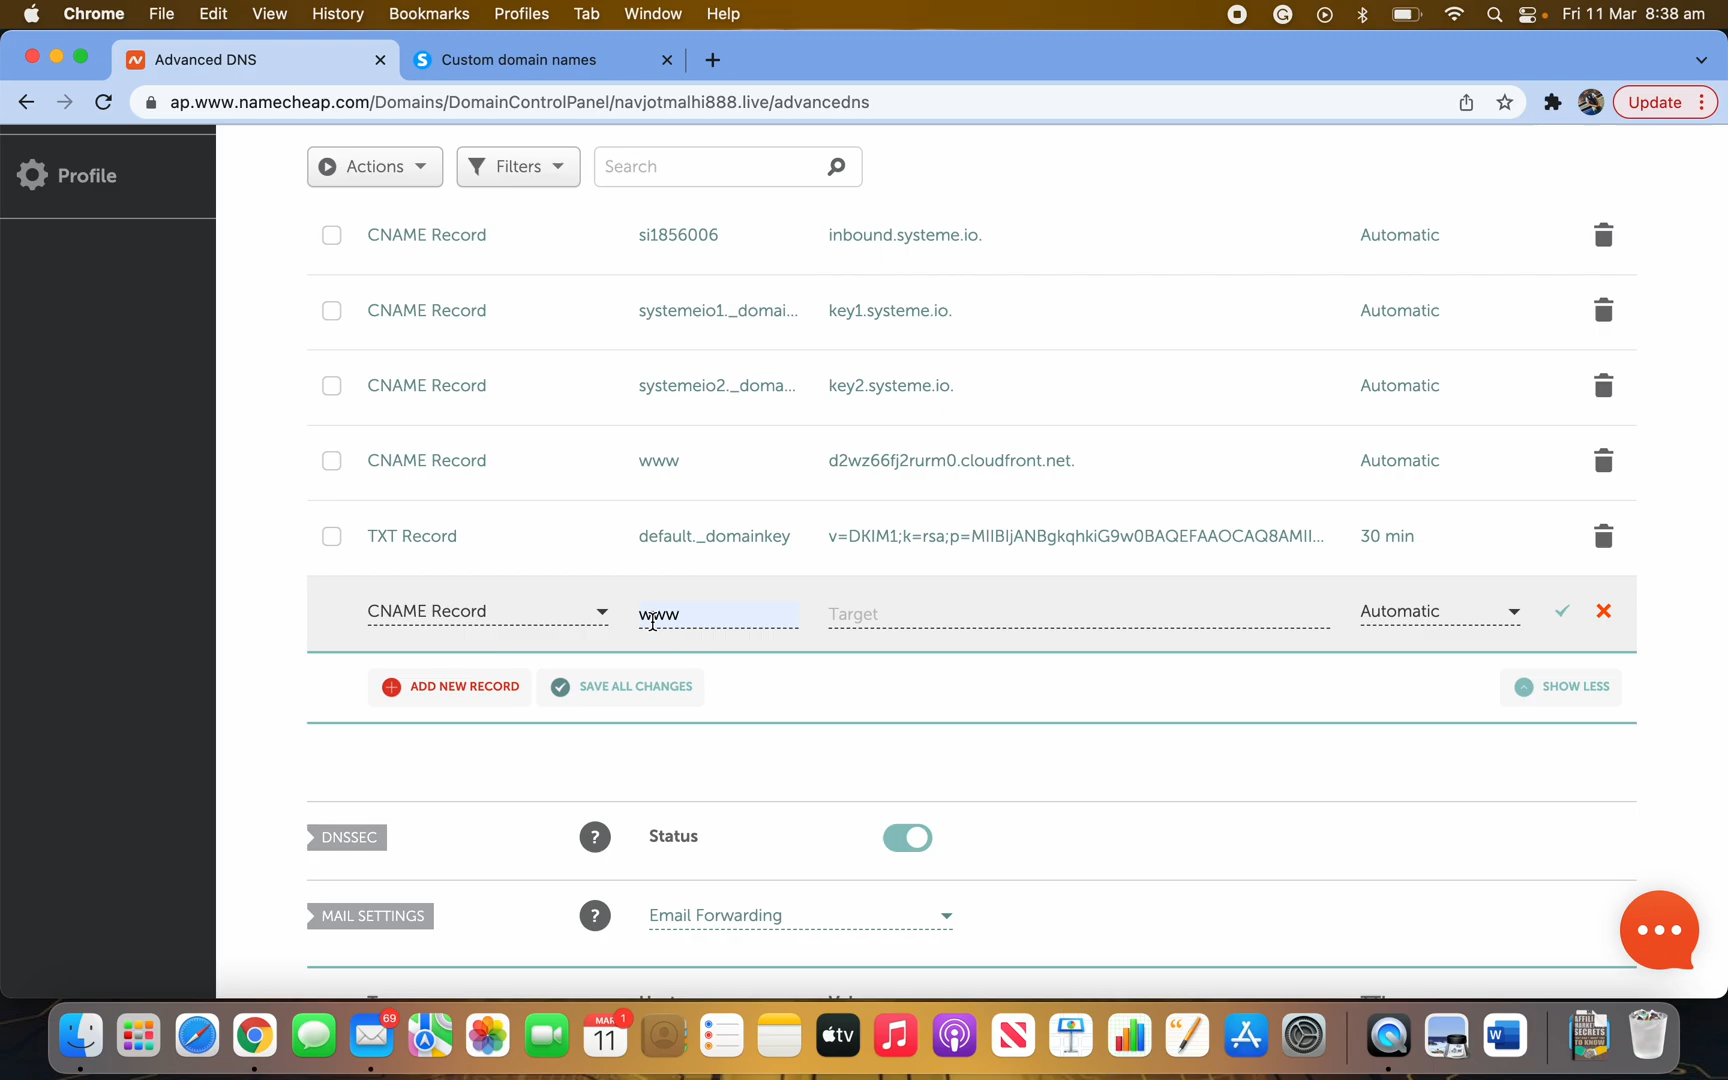 Chrome File Edit View History Bookmarks Profiles Tab Window Help Fri 11 Mar 8:38 am
Advanced DNS Custom domain names
ap.www.namecheap.com/Domains/DomainControlPanel/navjotmalhi888.live/advancedns Update
Profile
Actions Filters Search
CNAME Record si1856006 inbound.systeme.io. Automatic
CNAME Record systemeio1._domai... key1.systeme.io. Automatic
CNAME Record systemeio2._doma... key2.systeme.io. Automatic
CNAME Record www d2wz66fj2rurm0.cloudfront.net. Automatic
TXT Record default._domainkey v=DKIM1;k=rsa;p=MIIBIjANBgkqhkiG9w0BAQEFAAOCAQ8AMII... 30 min
CNAME Record www Target Automatic
ADD NEW RECORD SAVE ALL CHANGES SHOW LESS
DNSSEC ? Status
MAIL SETTINGS ? Email Forwarding
69
MAR 1
11
tv
AFFILIATE
SECRETS